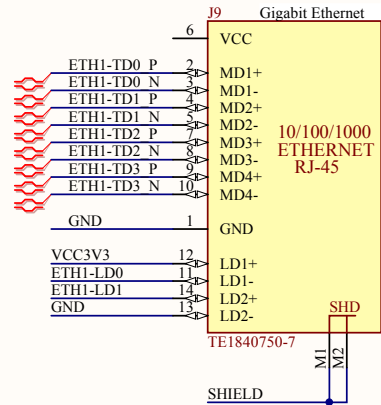 J9 Gigabit Ethernet
6 VCC
ETH1-TD0_P 2 MD1+
ETH1-TD0_N 3 MD1-
ETH1-TD1_P 4 MD2+
ETH1-TD1_N 5 MD2-
ETH1-TD2_P 7 MD3+
ETH1-TD2_N 8 MD3-
ETH1-TD3_P 9 MD4+
ETH1-TD3_N 10 MD4-
10/100/1000
ETHERNET
RJ-45
GND 1 GND
VCC3V3 12 LD1+
ETH1-LD0 11 LD1-
ETH1-LD1 14 LD2+
GND 13 LD2-
SHD
TE1840750-7
M1
M2
SHIELD